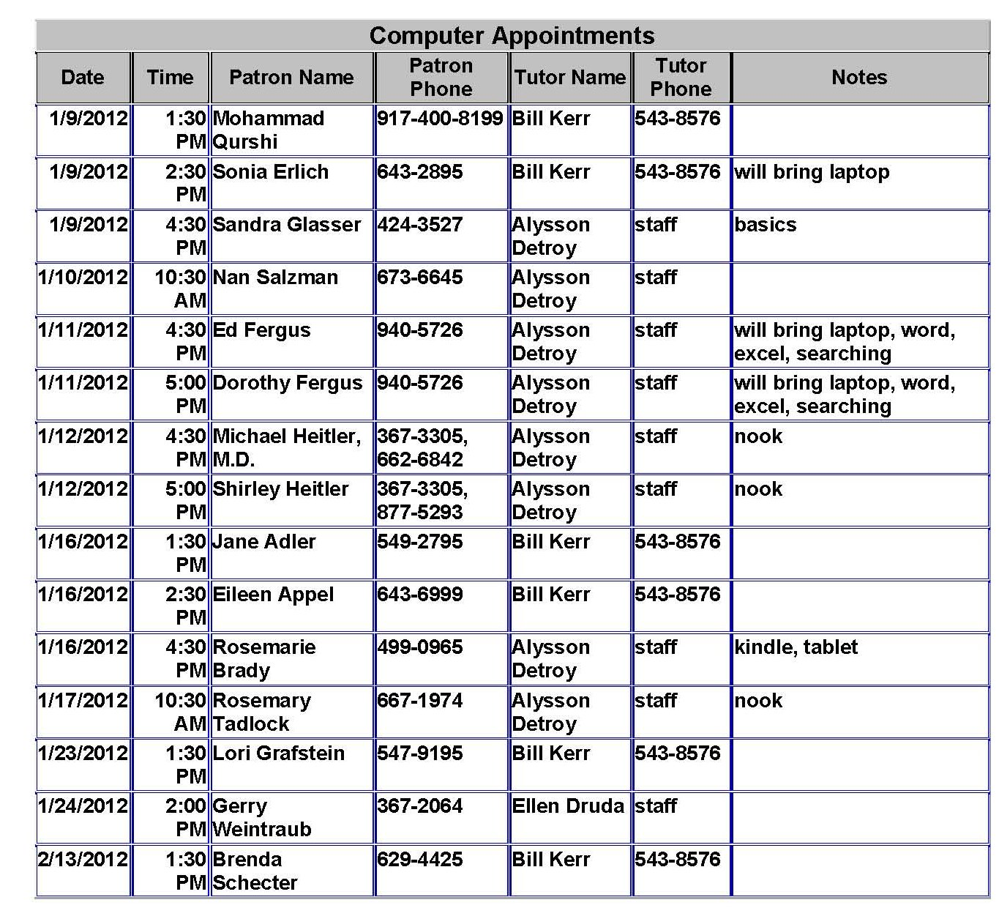 Computer Appointments
Date Time Patron Name Patron Phone Tutor Name Tutor Phone Notes
1/9/2012 1:30 PM Mohammad Qurshi 917-400-8199 Bill Kerr 543-8576
1/9/2012 2:30 PM Sonia Erlich 643-2895 Bill Kerr 543-8576 will bring laptop
1/9/2012 4:30 PM Sandra Glasser 424-3527 Alysson Detroy staff basics
1/10/2012 10:30 AM Nan Salzman 673-6645 Alysson Detroy staff
1/11/2012 4:30 PM Ed Fergus 940-5726 Alysson Detroy staff will bring laptop, word, excel, searching
1/11/2012 5:00 PM Dorothy Fergus 940-5726 Alysson Detroy staff will bring laptop, word, excel, searching
1/12/2012 4:30 PM Michael Heitler, M.D. 367-3305, 662-6842 Alysson Detroy staff nook
1/12/2012 5:00 PM Shirley Heitler 367-3305, 877-5293 Alysson Detroy staff nook
1/16/2012 1:30 PM Jane Adler 549-2795 Bill Kerr 543-8576
1/16/2012 2:30 PM Eileen Appel 643-6999 Bill Kerr 543-8576
1/16/2012 4:30 PM Rosemarie Brady 499-0965 Alysson Detroy staff kindle, tablet
1/17/2012 10:30 AM Rosemary Tadlock 667-1974 Alysson Detroy staff nook
1/23/2012 1:30 PM Lori Grafstein 547-9195 Bill Kerr 543-8576
1/24/2012 2:00 PM Gerry Weintraub 367-2064 Ellen Druda staff
2/13/2012 1:30 PM Brenda Schecter 629-4425 Bill Kerr 543-8576